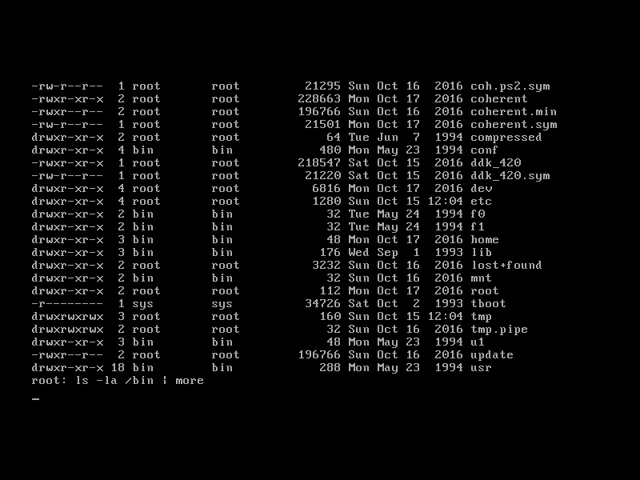 -rw-r--r--  1 root       root         21295 Sun Oct 16  2016 coh.ps2.sym
-rwxr-xr-x  2 root       root        228663 Mon Oct 17  2016 coherent
-rwxr--r--  2 root       root        196766 Sun Oct 16  2016 coherent.min
-rw-r--r--  1 root       root         21501 Mon Oct 17  2016 coherent.sym
drwxr-xr-x  2 root       root            64 Tue Jun  7  1994 compressed
drwxr-xr-x  4 bin        bin            480 Mon May 23  1994 conf
-rwxr-xr-x  1 root       root        218547 Sat Oct 15  2016 ddk_420
-rw-r--r--  1 root       root         21220 Sat Oct 15  2016 ddk_420.sym
drwxr-xr-x  4 root       root          6816 Mon Oct 17  2016 dev
drwxr-xr-x  4 root       root          1280 Sun Oct 15 12:04 etc
drwxr-xr-x  2 bin        bin             32 Tue May 24  1994 f0
drwxr-xr-x  2 bin        bin             32 Tue May 24  1994 f1
drwxr-xr-x  3 bin        bin             48 Mon Oct 17  2016 home
drwxr-xr-x  3 bin        bin            176 Wed Sep  1  1993 lib
drwxr-xr-x  2 root       root          3232 Sun Oct 16  2016 lost+found
drwxr-xr-x  2 bin        bin             32 Sun Oct 16  2016 mnt
drwxr-xr-x  2 root       root           112 Mon Oct 17  2016 root
-r--------  1 sys        sys          34726 Sat Oct  2  1993 tboot
drwxrwxrwx  3 root       root           160 Sun Oct 15 12:04 tmp
drwxrwxrwx  2 root       root            32 Sun Oct 16  2016 tmp.pipe
drwxr-xr-x  3 bin        bin             48 Mon May 23  1994 u1
-rwxr--r--  2 root       root        196766 Sun Oct 16  2016 update
drwxr-xr-x 18 bin        bin            288 Mon May 23  1994 usr
root: ls -la /bin | more
_